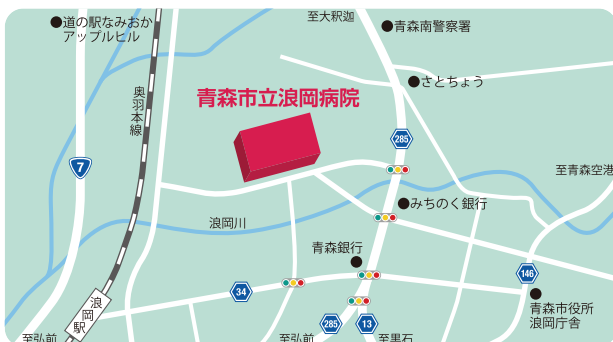 至大釈迦
道の駅なみおか
アップルヒル
青森南警察署
さとちょう
奥羽本線
青森市立浪岡病院
285
7
至青森空港
みちのく銀行
浪岡川
青森銀行
146
34
浪岡駅
青森市役所
浪岡庁舎
285
13
至弘前
至弘前
至黒石